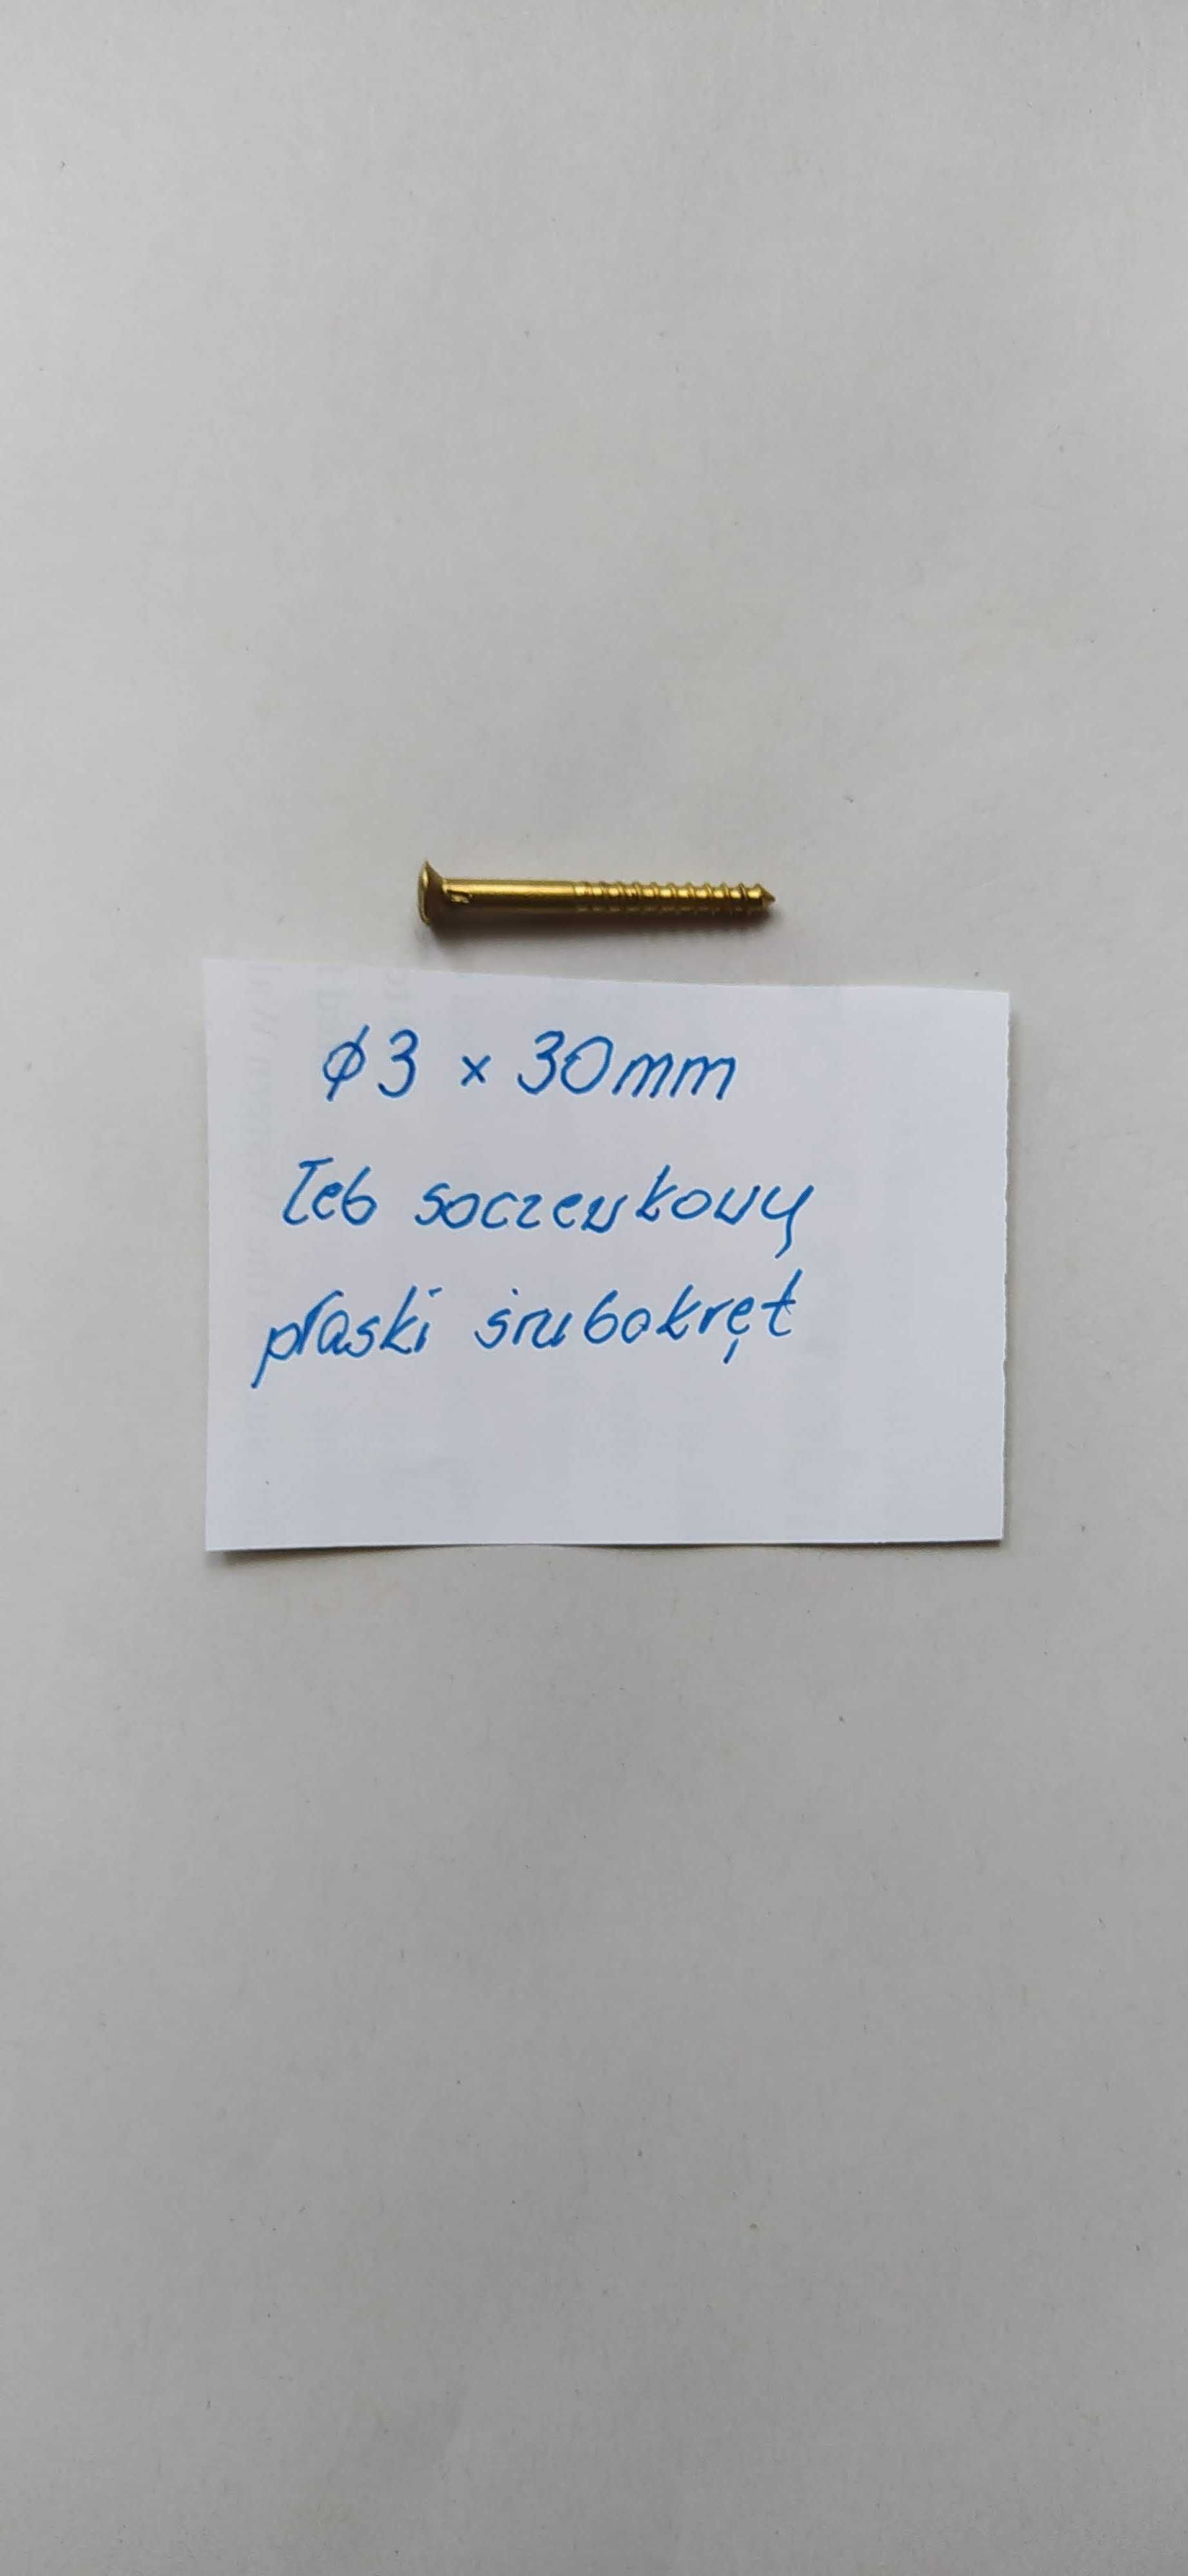 ϕ3 × 30mm
łeb soczewkowy
płaski śrubokręt